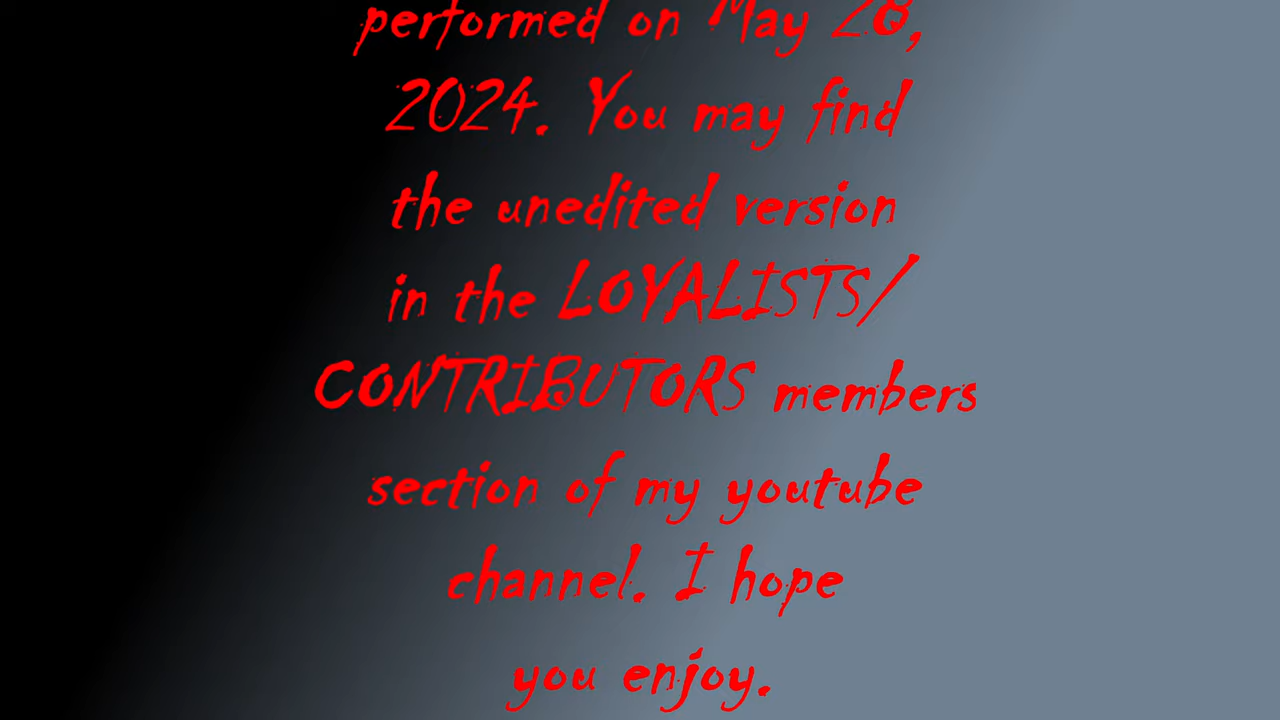 performed on May 28,
2024. You may find
the unedited version
in the LOYALISTS/
CONTRIBUTORS members
section of my youtube
channel. I hope
you enjoy.